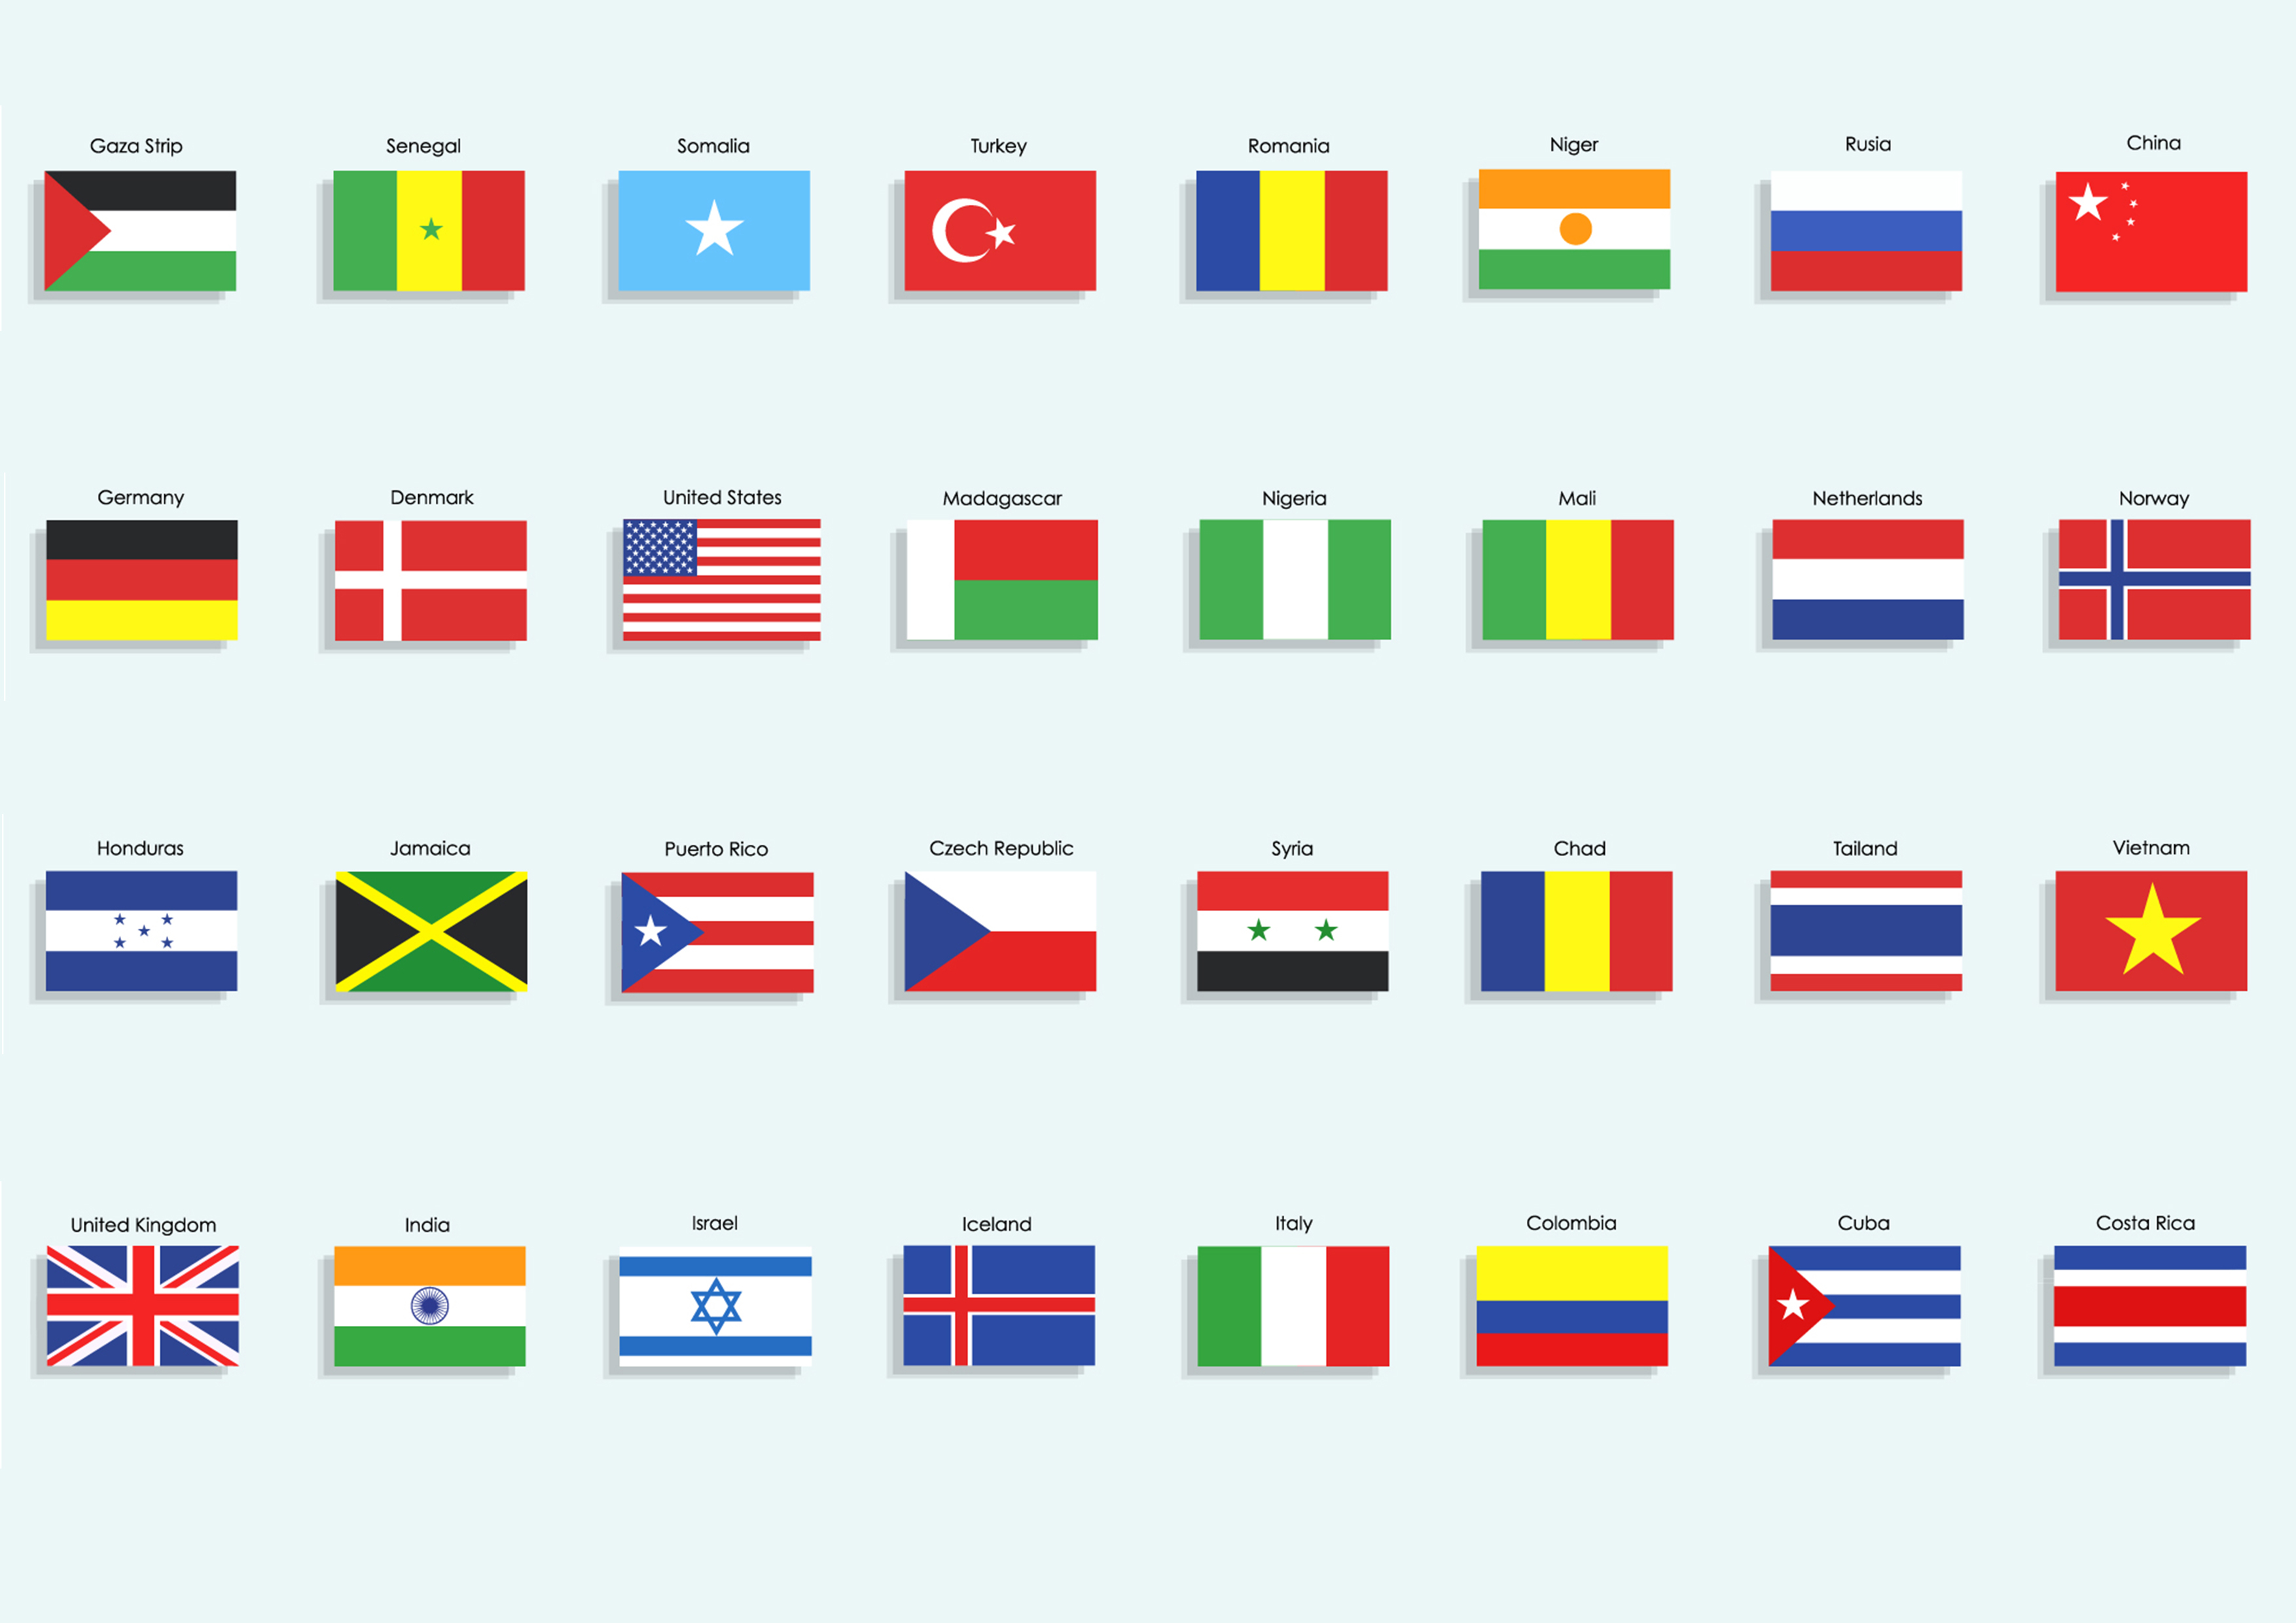 Gaza Strip
Senegal
Somalia
Turkey
Romania
Niger
Rusia
China
Germany
Denmark
United States
Madagascar
Nigeria
Mali
Netherlands
Norway
Honduras
Jamaica
Puerto Rico
Czech Republic
Syria
Chad
Tailand
Vietnam
United Kingdom
India
Israel
Iceland
Italy
Colombia
Cuba
Costa Rica